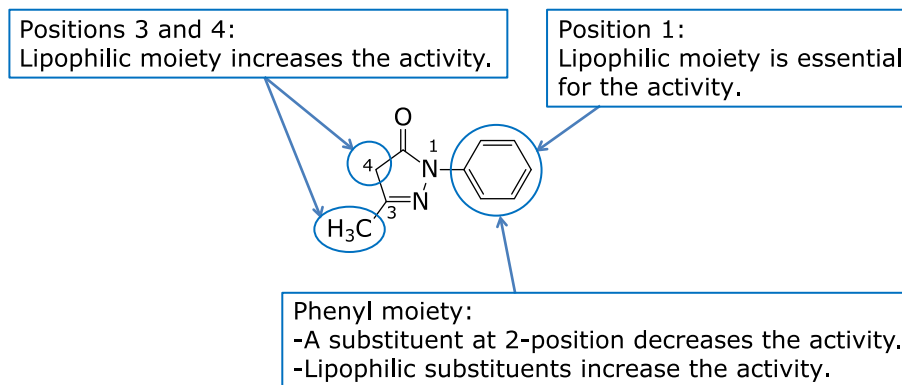 Positions 3 and 4:
Lipophilic moiety increases the activity.
Position 1:
Lipophilic moiety is essential
for the activity.
O
1
4
N
N
3
H₃C
Phenyl moiety:
-A substituent at 2-position decreases the activity.
-Lipophilic substituents increase the activity.